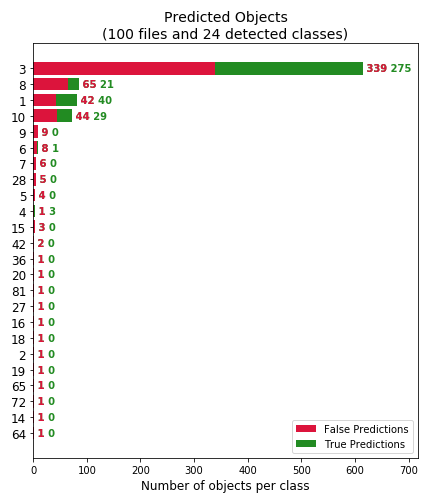 Predicted Objects
(100 files and 24 detected classes)
3 339 275
8 65 21
1 42 40
10 44 29
9 9 0
6 8 1
7 6 0
28 5 0
5 4 0
4 1 3
15 3 0
42 2 0
36 1 0
20 1 0
81 1 0
27 1 0
16 1 0
18 1 0
2 1 0
19 1 0
65 1 0
72 1 0
14 1 0
64 1 0
False Predictions
True Predictions
0 100 200 300 400 500 600 700
Number of objects per class